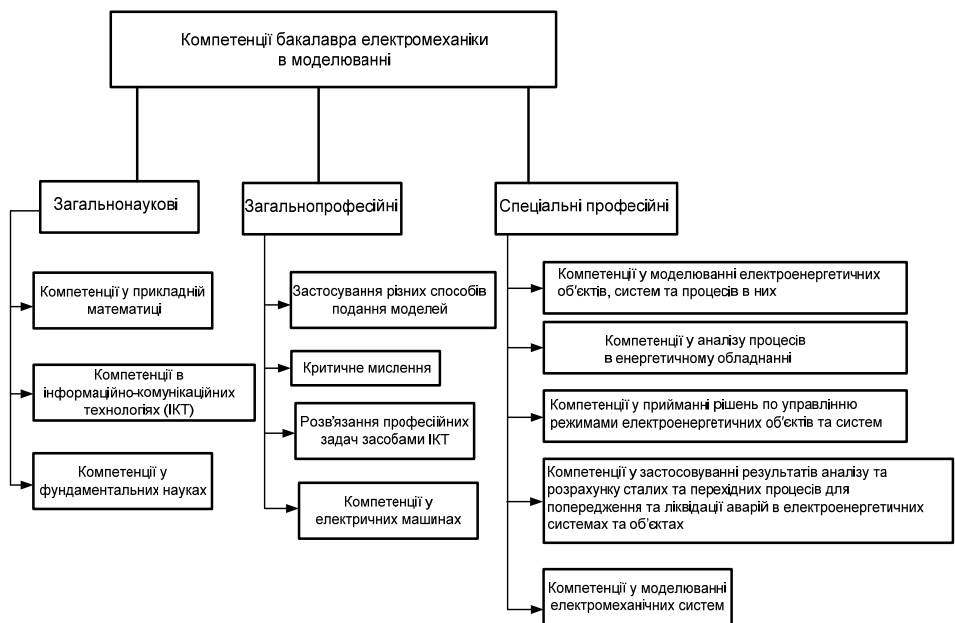 Компетенції бакалавра електромеханіки
в моделюванні
Загальнонаукові
Компетенції у прикладній
математиці
Компетенції в
інформаційно-комунікаційних
технологіях (ІКТ)
Компетенції у
фундаментальних науках
Загальнопрофесійні
Застосування різних способів
подання моделей
Критичне мислення
Розв'язання професійних
задач засобами ІКТ
Компетенції у
електричних машинах
Спеціальні професійні
Компетенції у моделюванні електроенергетичних
об'єктів, систем та процесів в них
Компетенції у аналізу процесів
в енергетичному обладнанні
Компетенції у прийманні рішень по управлінню
режимами електроенергетичних об'єктів та систем
Компетенції у застосовуванні результатів аналізу та
розрахунку сталих та перехідних процесів для
попередження та ліквідації аварій в електроенергетичних
системах та об'єктах
Компетенції у моделюванні
електромеханічних систем